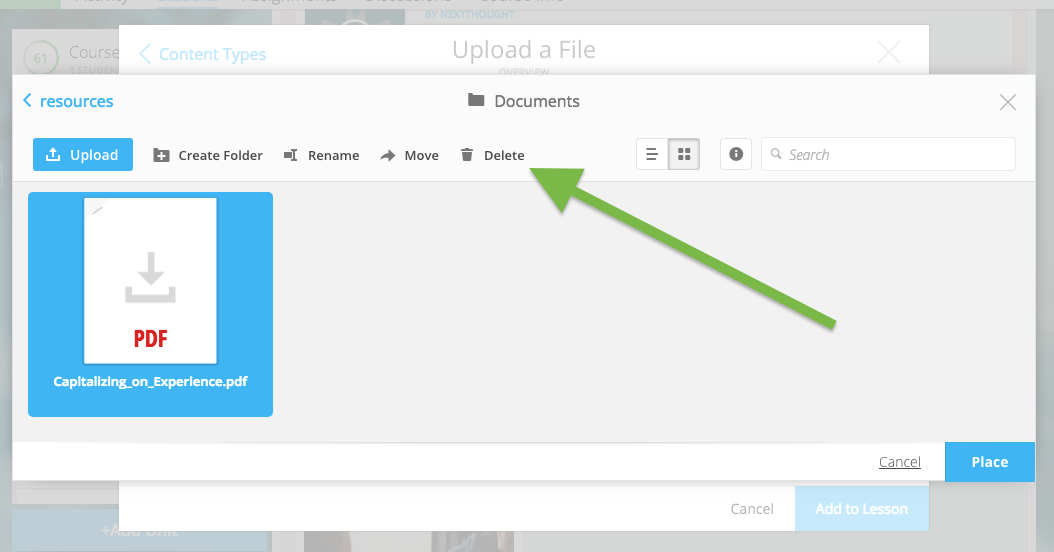 Activity Lessons Assignments Discussions Course Info
BY NEXTTHOUGHT
Content Types
Upload a File
61
Course
OVERVIEW
1 STUDENT
resources
Documents
Upload
Create Folder
Rename
Move
Delete
Search
PDF
Capitalizing_on_Experience.pdf
Cancel
Place
Cancel
Add to Lesson
+Add Unit